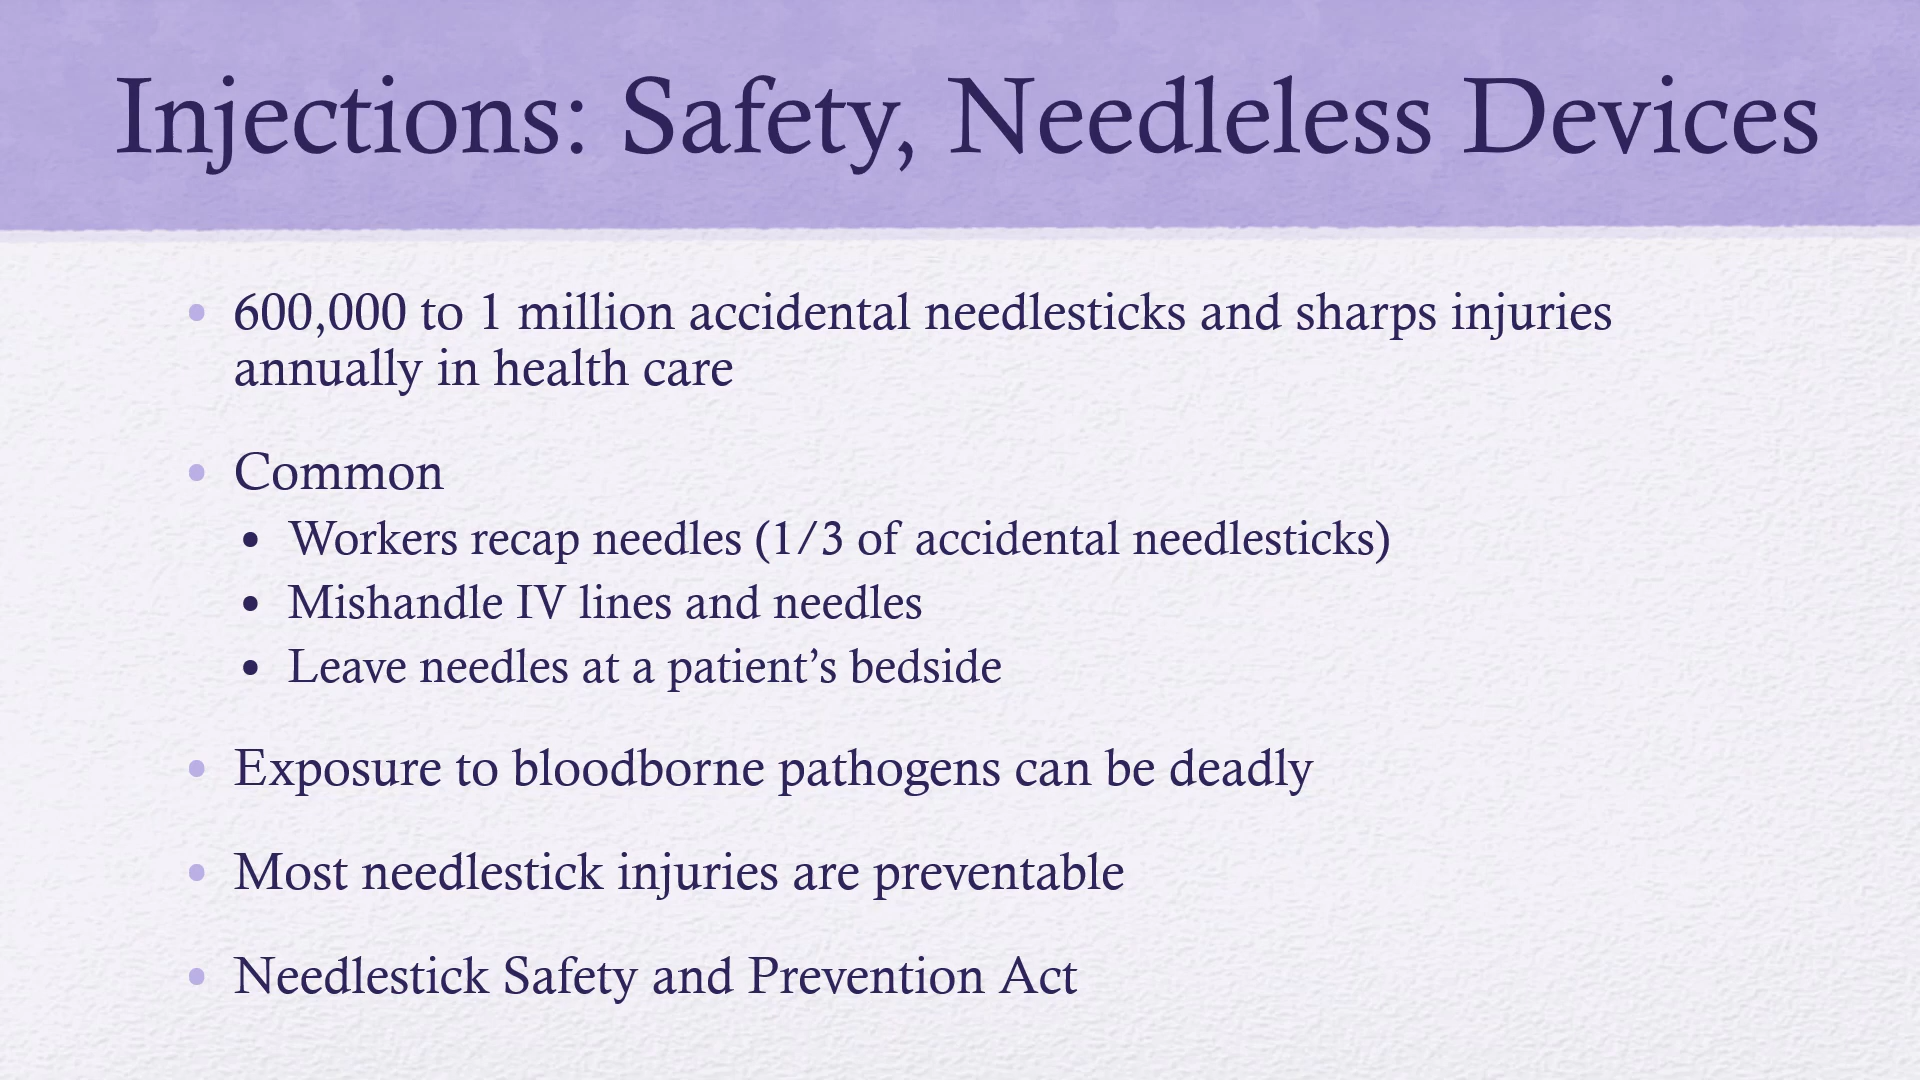 Injections: Safety, Needleless Devices
• 600,000 to 1 million accidental needlesticks and sharps injuries
annually in health care
• Common
• Workers recap needles (1/3 of accidental needlesticks)
• Mishandle IV lines and needles
• Leave needles at a patient’s bedside
• Exposure to bloodborne pathogens can be deadly
• Most needlestick injuries are preventable
• Needlestick Safety and Prevention Act